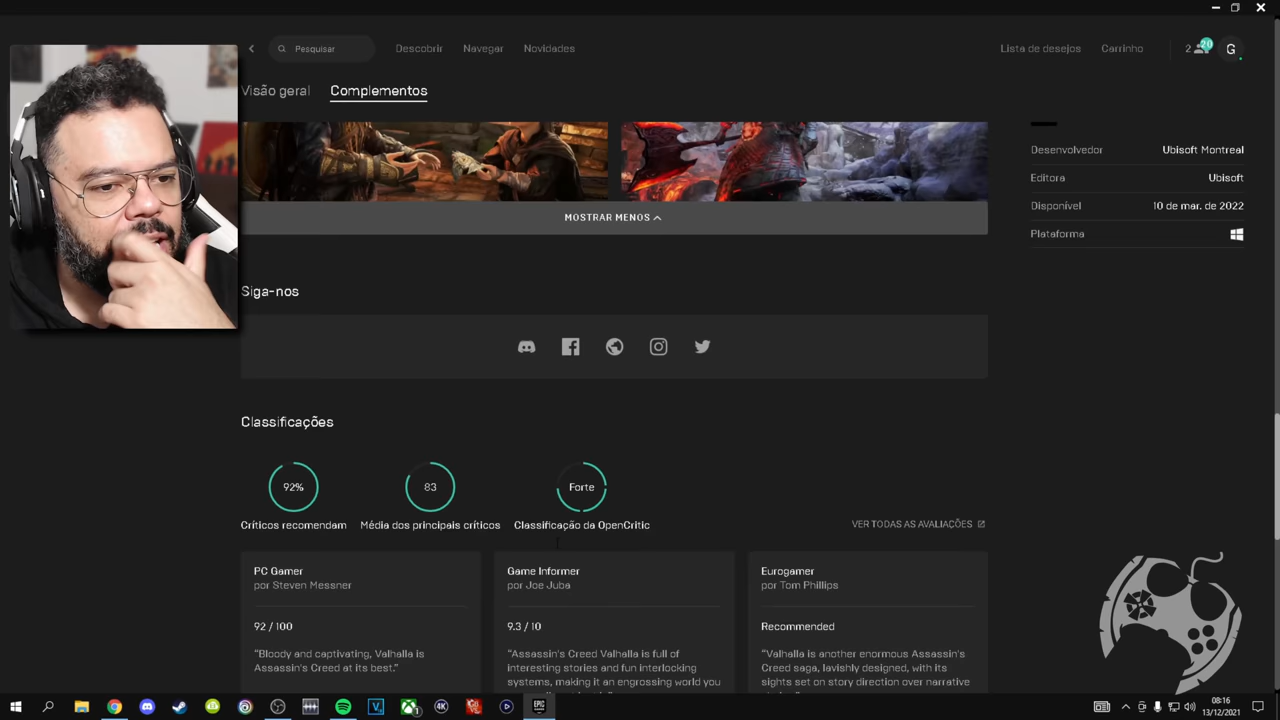 Pesquisar
Descobrir
Navegar
Novidades
Lista de desejos
Carrinho
2
20
G
Visão geral
Complementos
MOSTRAR MENOS
Desenvolvedor
Ubisoft Montreal
Editora
Ubisoft
Disponível
10 de mar. de 2022
Plataforma
Siga-nos
Classificações
92%
83
Forte
Críticos recomendam
Média dos principais críticos
Classificação da OpenCritic
VER TODAS AS AVALIAÇÕES
PC Gamer
por Steven Messner
92 / 100
"Bloody and captivating, Valhalla is
Assassin's Creed at its best."
Game Informer
por Joe Juba
9.3 / 10
"Assassin's Creed Valhalla is full of
interesting stories and fun interlocking
systems, making it an engrossing world you
Eurogamer
por Tom Phillips
Recommended
"Valhalla is another enormous Assassin's
Creed saga, lavishly designed, with its
sights set on story direction over narrative
4K
EPIC
08:16
13/12/2021